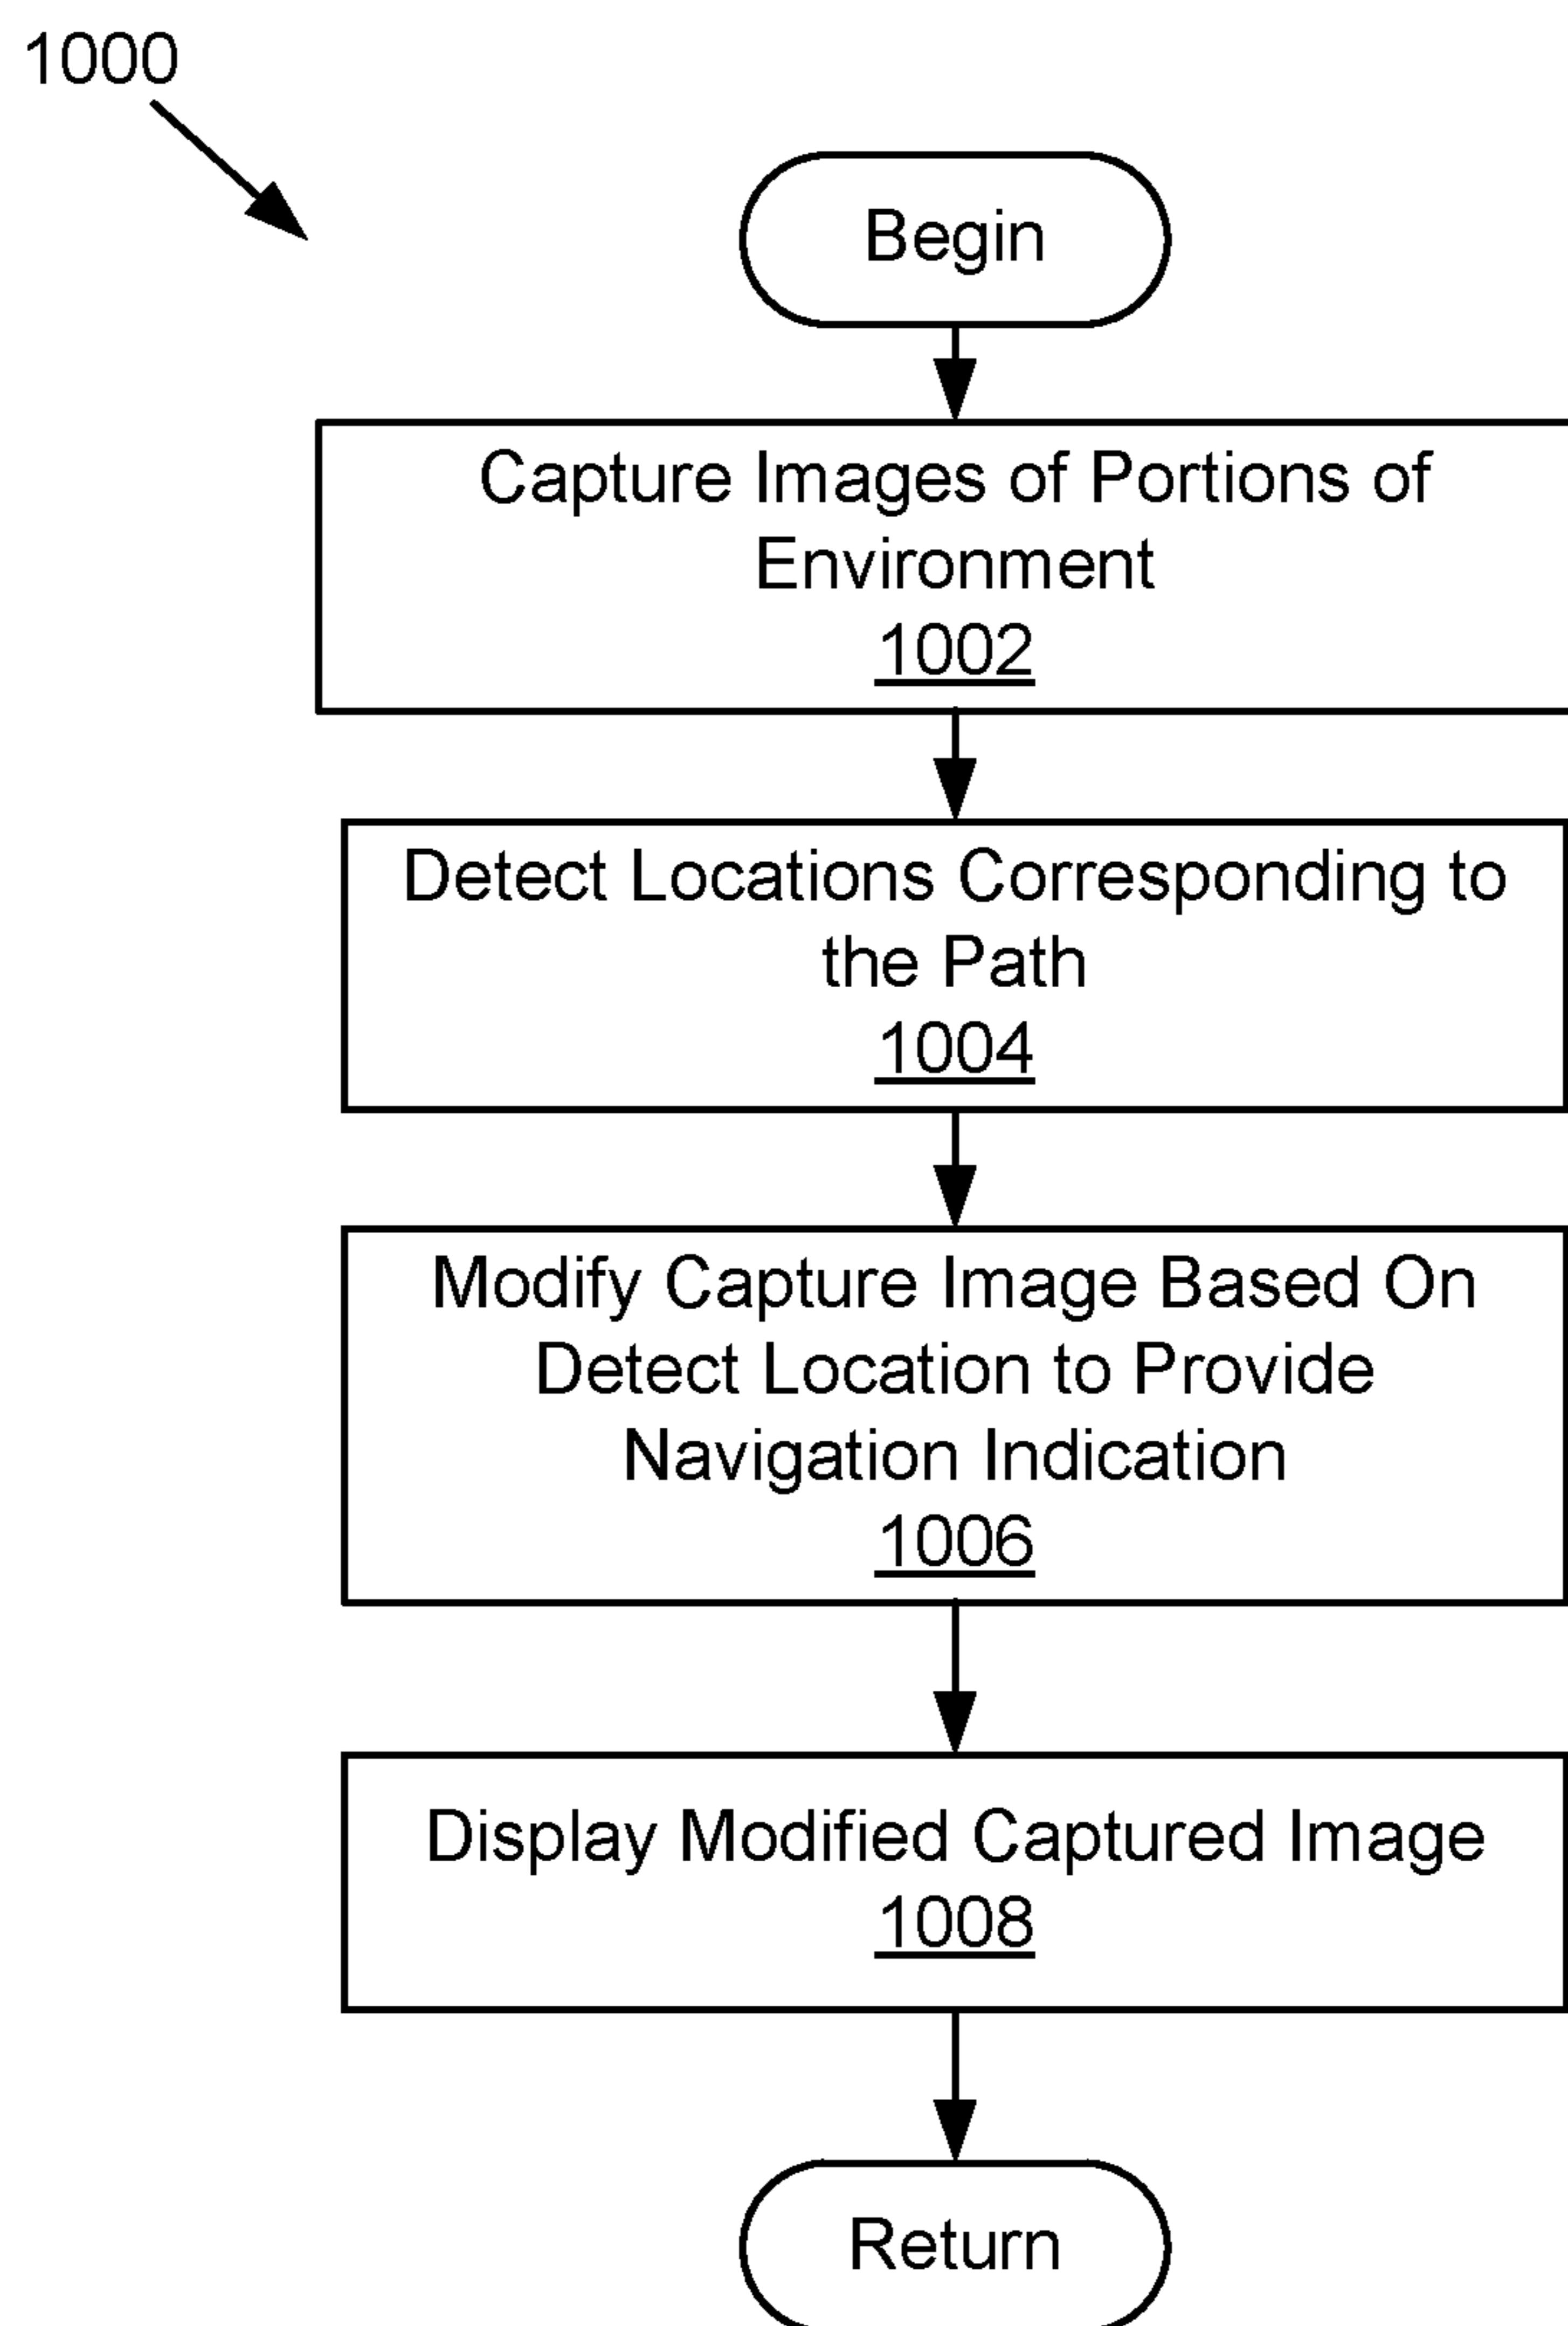 1000
Begin
Capture Images of Portions of
Environment
1002
Detect Locations Corresponding to
the Path
1004
Modify Capture Image Based On
Detect Location to Provide
Navigation Indication
1006
Display Modified Captured Image
1008
Return